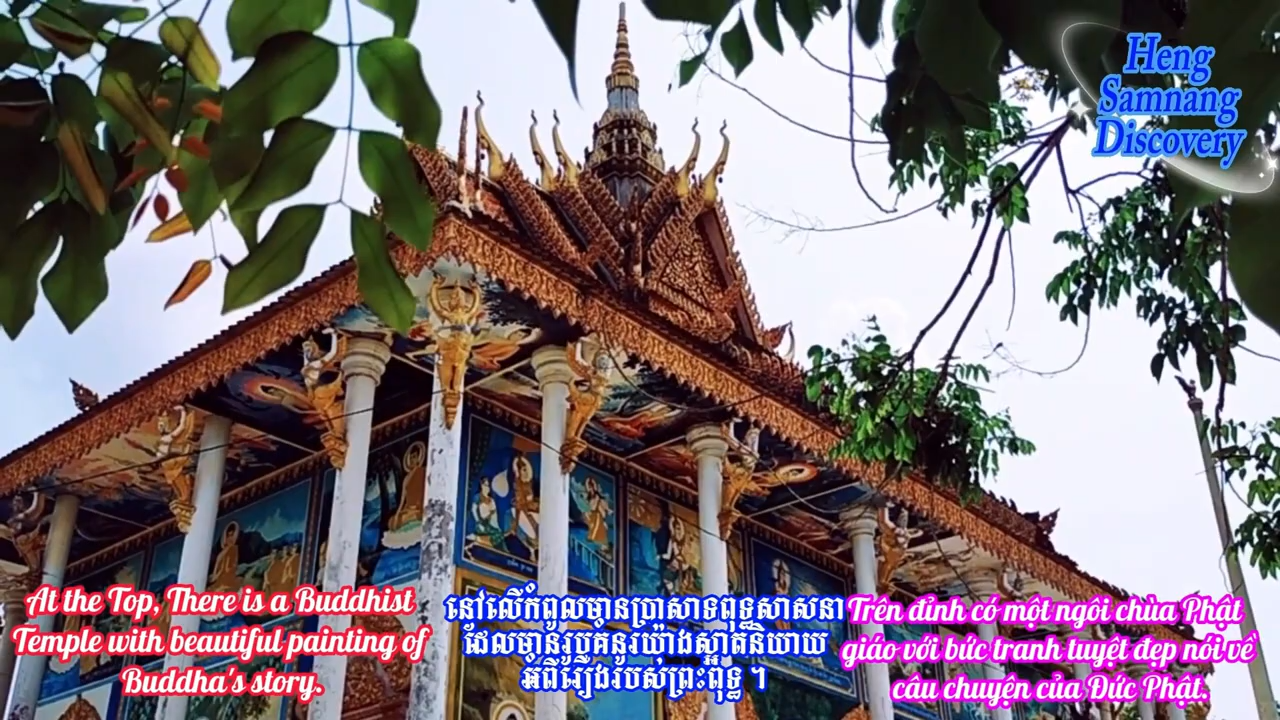 Heng
Samnang
Discovery
At the Top, There is a Buddhist
Temple with beautiful painting of
Buddha's story.
នៅលើកំពូលមានប្រាសាទពុទ្ធសាសនា
ដែលមានរូបគំនូរយ៉ាងស្អាតនិយាយ
អំពីរឿងរបស់ព្រះពុទ្ធ ។
Trên đỉnh có một ngôi chùa Phật
giáo với bức tranh tuyệt đẹp nói về
câu chuyện của Đức Phật.